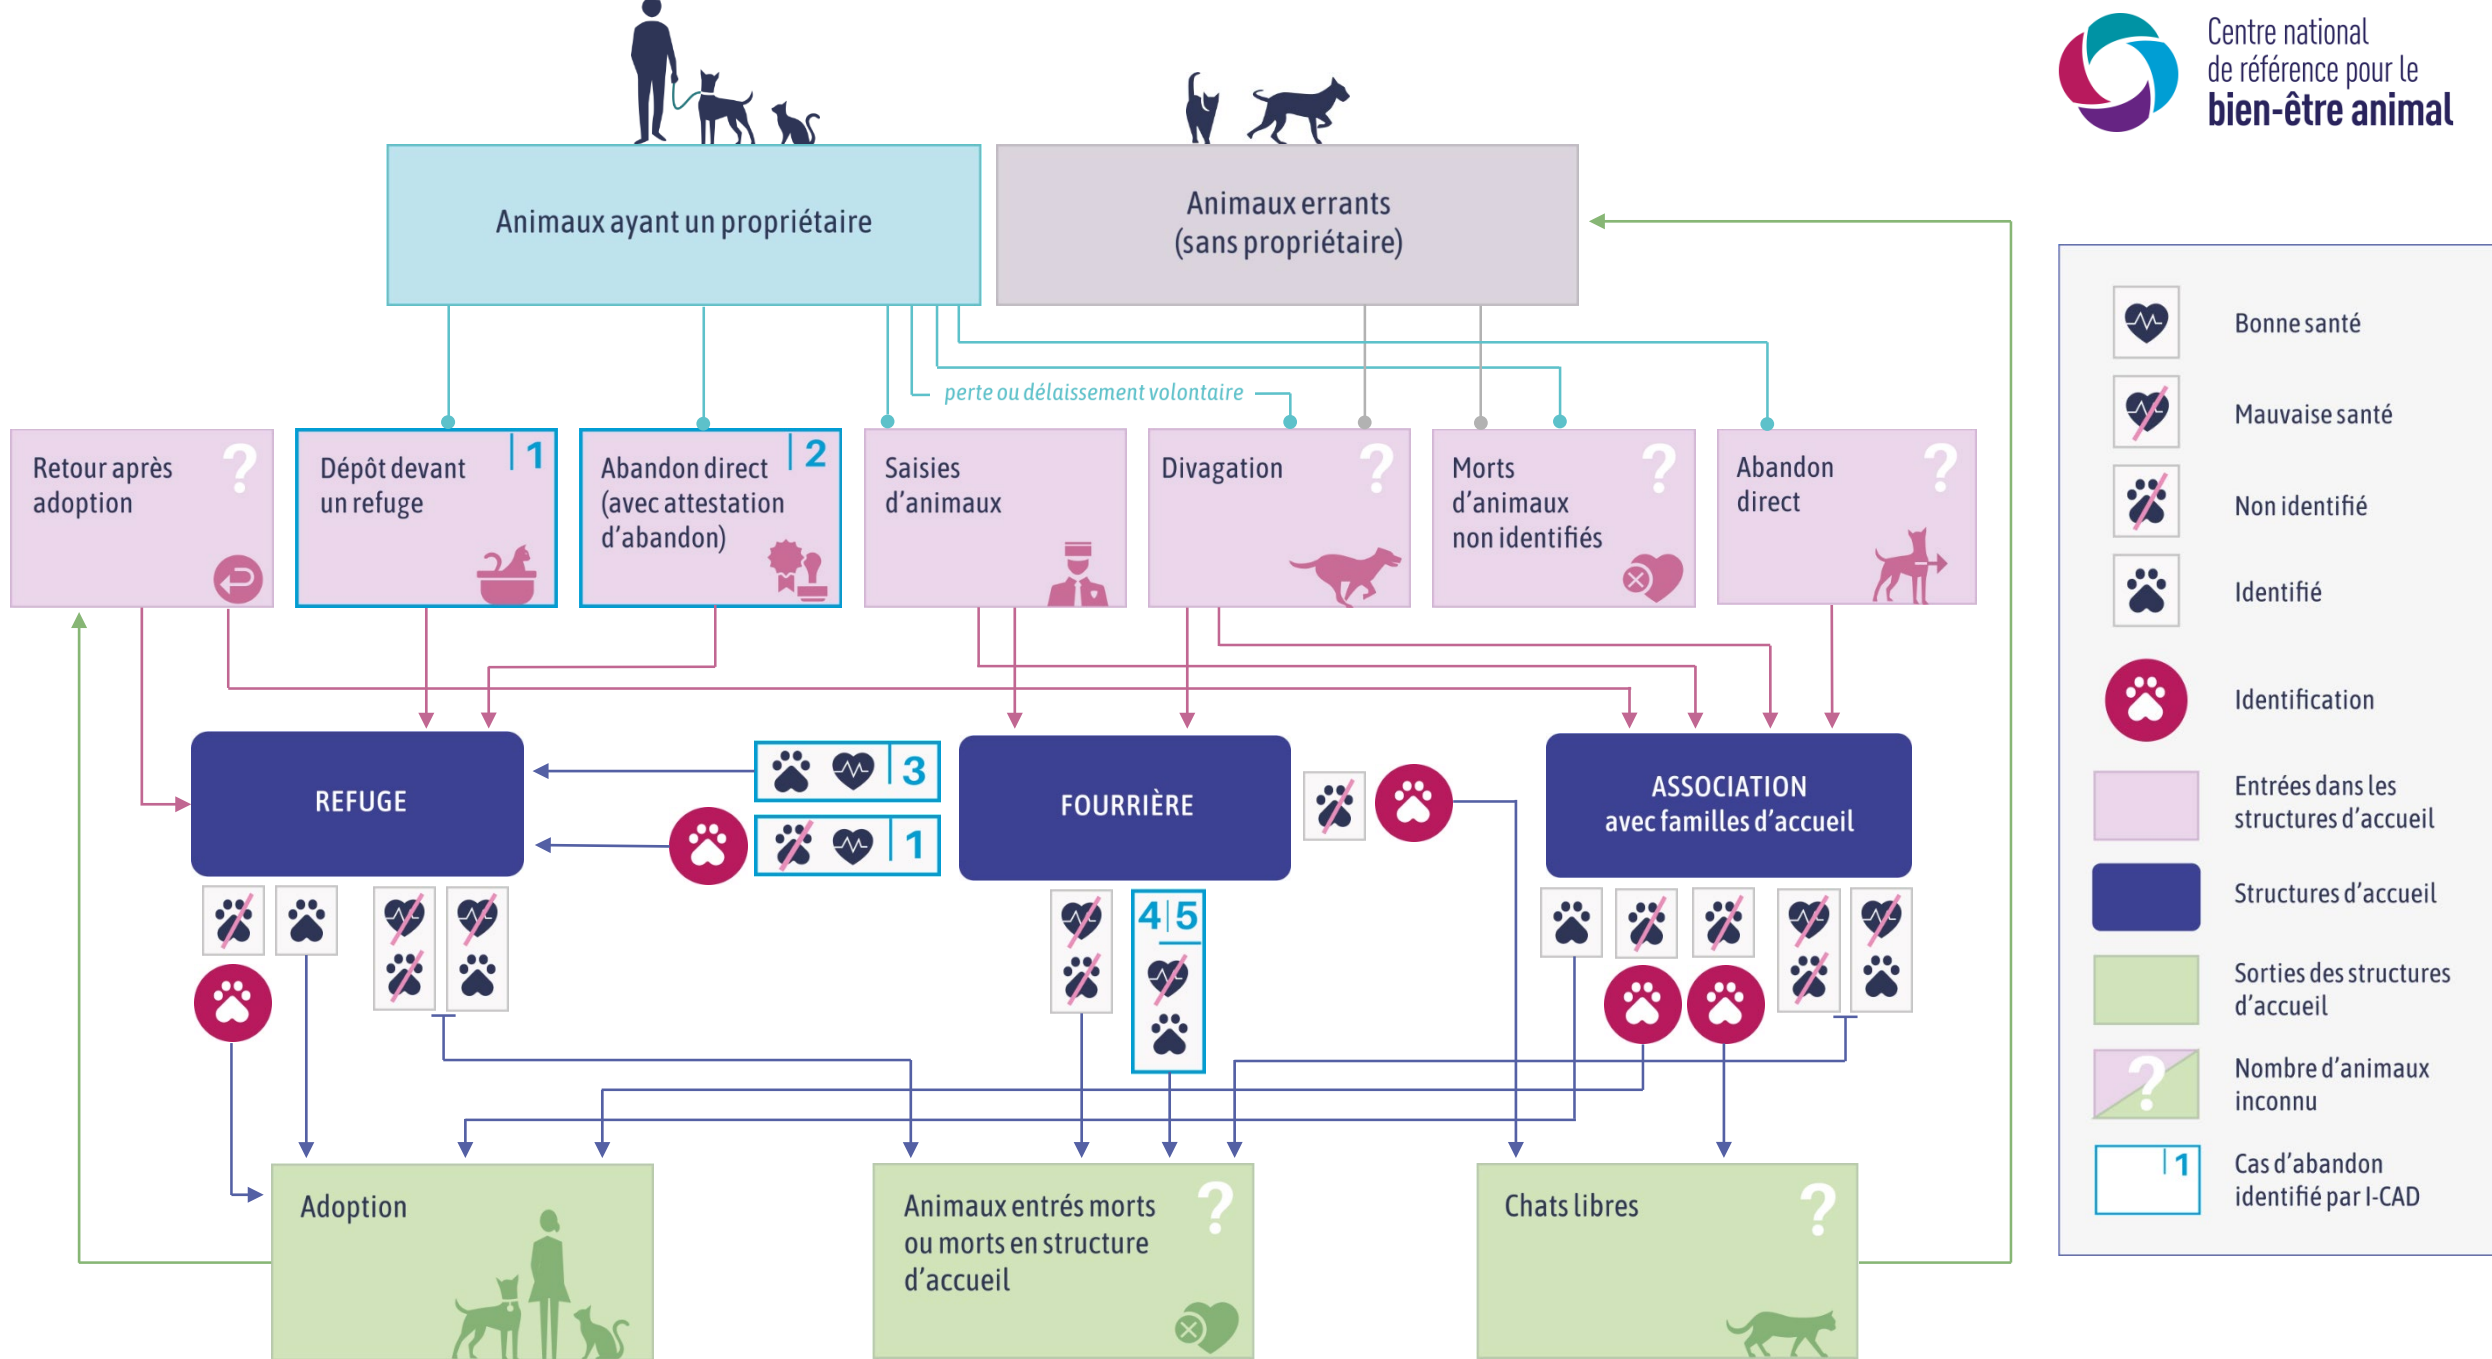 Centre national
de référence pour le
bien-être animal
Animaux ayant un propriétaire
Animaux errants
(sans propriétaire)
perte ou délaissement volontaire
Retour après
adoption
?
Dépôt devant
un refuge
1
Abandon direct
(avec attestation
d'abandon)
2
Saisies
d'animaux
Divagation
?
Morts
d'animaux
non identifiés
?
Abandon
direct
?
REFUGE
3
1
FOURRIÈRE
ASSOCIATION
avec familles d'accueil
4|5
Adoption
Animaux entrés morts
ou morts en structure
d'accueil
?
Chats libres
?
Bonne santé
Mauvaise santé
Non identifié
Identifié
Identification
Entrées dans les
structures d'accueil
Structures d'accueil
Sorties des structures
d'accueil
?
Nombre d'animaux
inconnu
1
Cas d'abandon
identifié par I-CAD